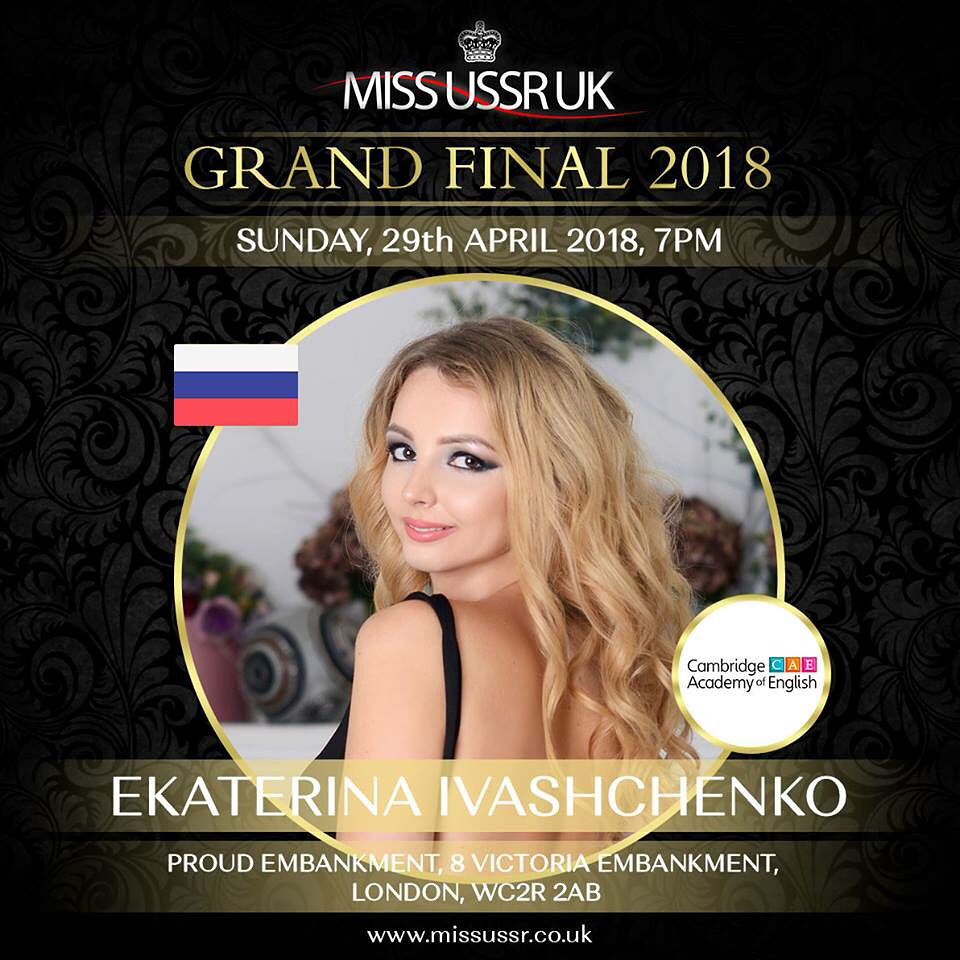 MISS USSR UK
GRAND FINAL 2018
SUNDAY, 29th APRIL 2018, 7PM
Cambridge CAE
Academy of English
EKATERINA IVASHCHENKO
PROUD EMBANKMENT, 8 VICTORIA EMBANKMENT,
LONDON, WC2R 2AB
www.missussr.co.uk